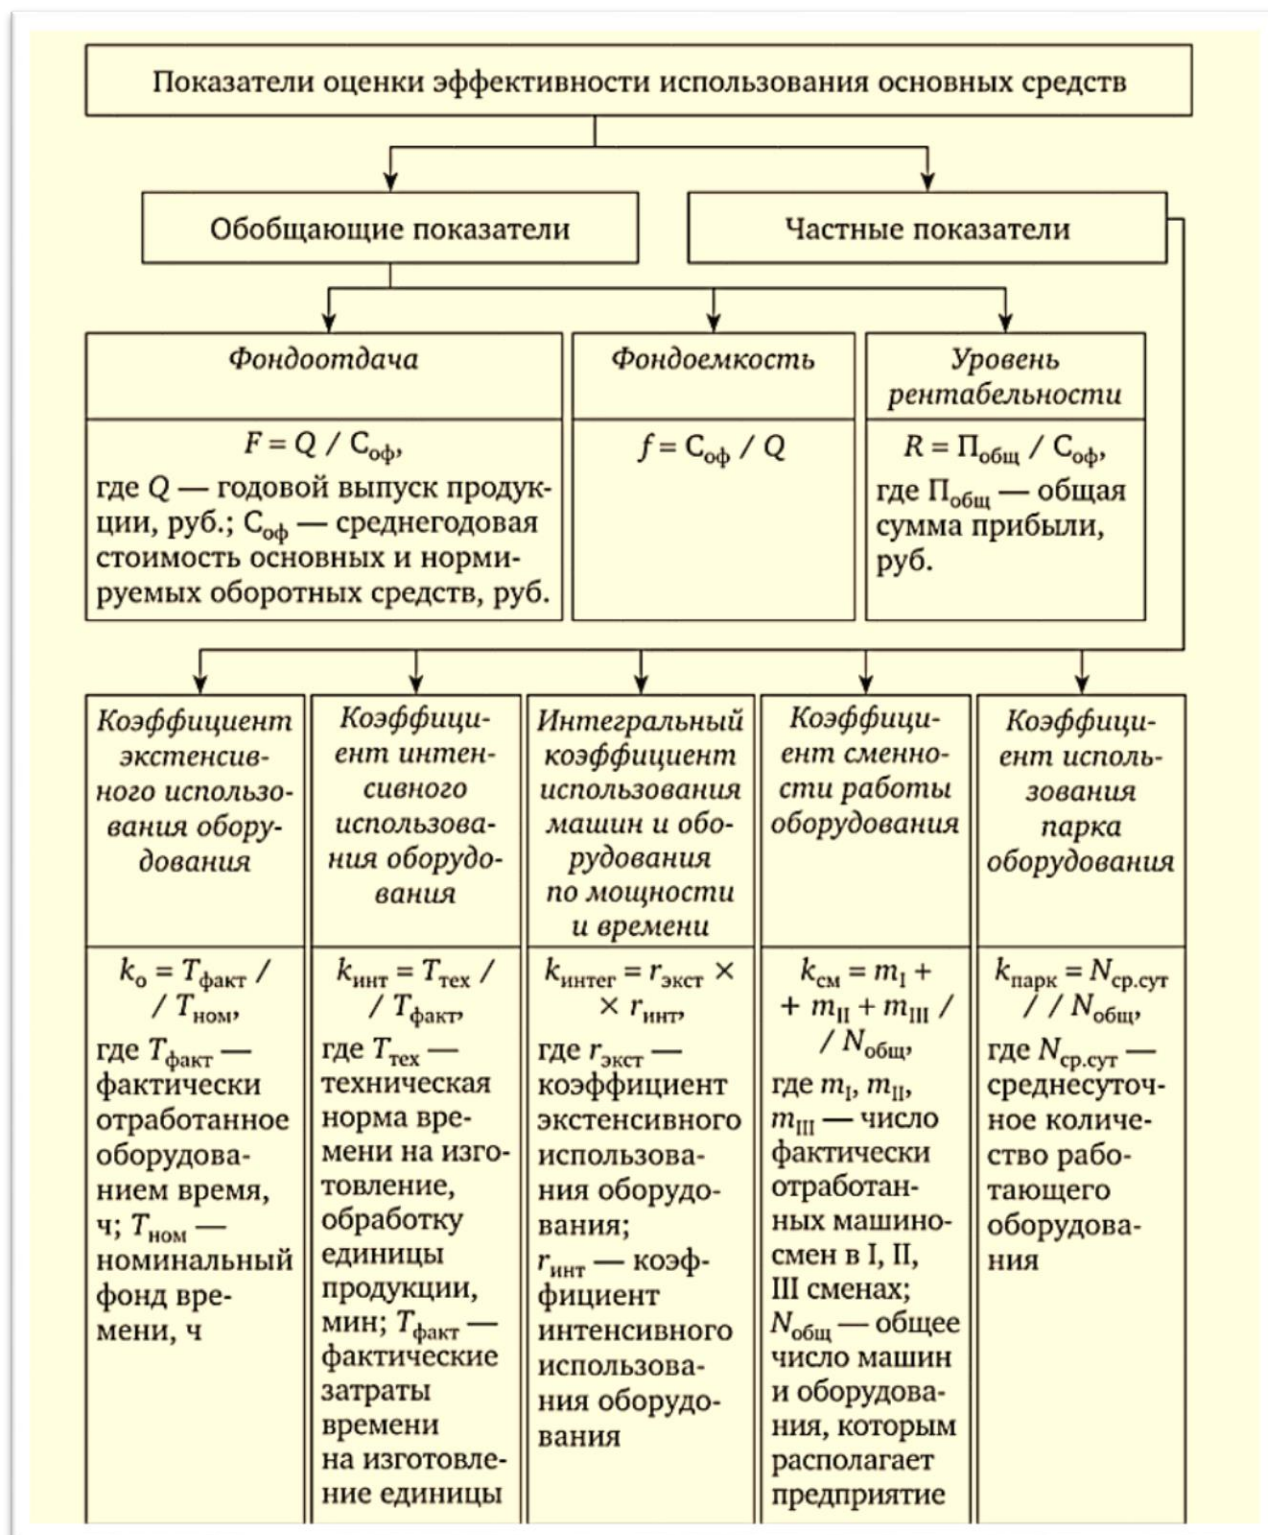 Показатели оценки эффективности использования основных средств
Обобщающие показатели
Частные показатели
Фондоотдача
F = Q / Cоф,
где Q — годовой выпуск продук-
ции, руб.; Cоф — среднегодовая
стоимость основных и норми-
руемых оборотных средств, руб.
Фондоемкость
f = Cоф / Q
Уровень
рентабельности
R = Побщ / Cоф,
где Побщ — общая
сумма прибыли,
руб.
Коэффициент
экстенсив-
ного использо-
вания обору-
дования
kо = Tфакт /
/ Tном,
где Tфакт —
фактически
отработанное
оборудова-
нием время,
ч; Tном —
номинальный
фонд вре-
мени, ч
Коэффици-
ент интен-
сивного
использова-
ния оборудо-
вания
kинт = Tтех /
/ Tфакт,
где Tтех —
техническая
норма вре-
мени на изго-
товление,
обработку
единицы
продукции,
мин; Tфакт —
фактические
затраты
времени
на изготовле-
ние единицы
Интегральный
коэффициент
использования
машин и обо-
рудования
по мощности
и времени
kинтег = rэкст ×
× rинт,
где rэкст —
коэффициент
экстенсивного
использова-
ния оборудо-
вания;
rинт — коэф-
фициент
интенсивного
использова-
ния оборудо-
вания
Коэффици-
ент сменно-
сти работы
оборудования
kсм = mI +
+ mII + mIII /
/ Nобщ,
где mI, mII,
mIII — число
фактически
отработан-
ных машино-
смен в I, II,
III сменах;
Nобщ — общее
число машин
и оборудова-
ния, которым
располагает
предприятие
Коэффици-
ент исполь-
зования
парка
оборудования
kпарк = Nср.сут
/ / Nобщ,
где Nср.сут —
среднесуточ-
ное количе-
ство рабо-
тающего
оборудова-
ния